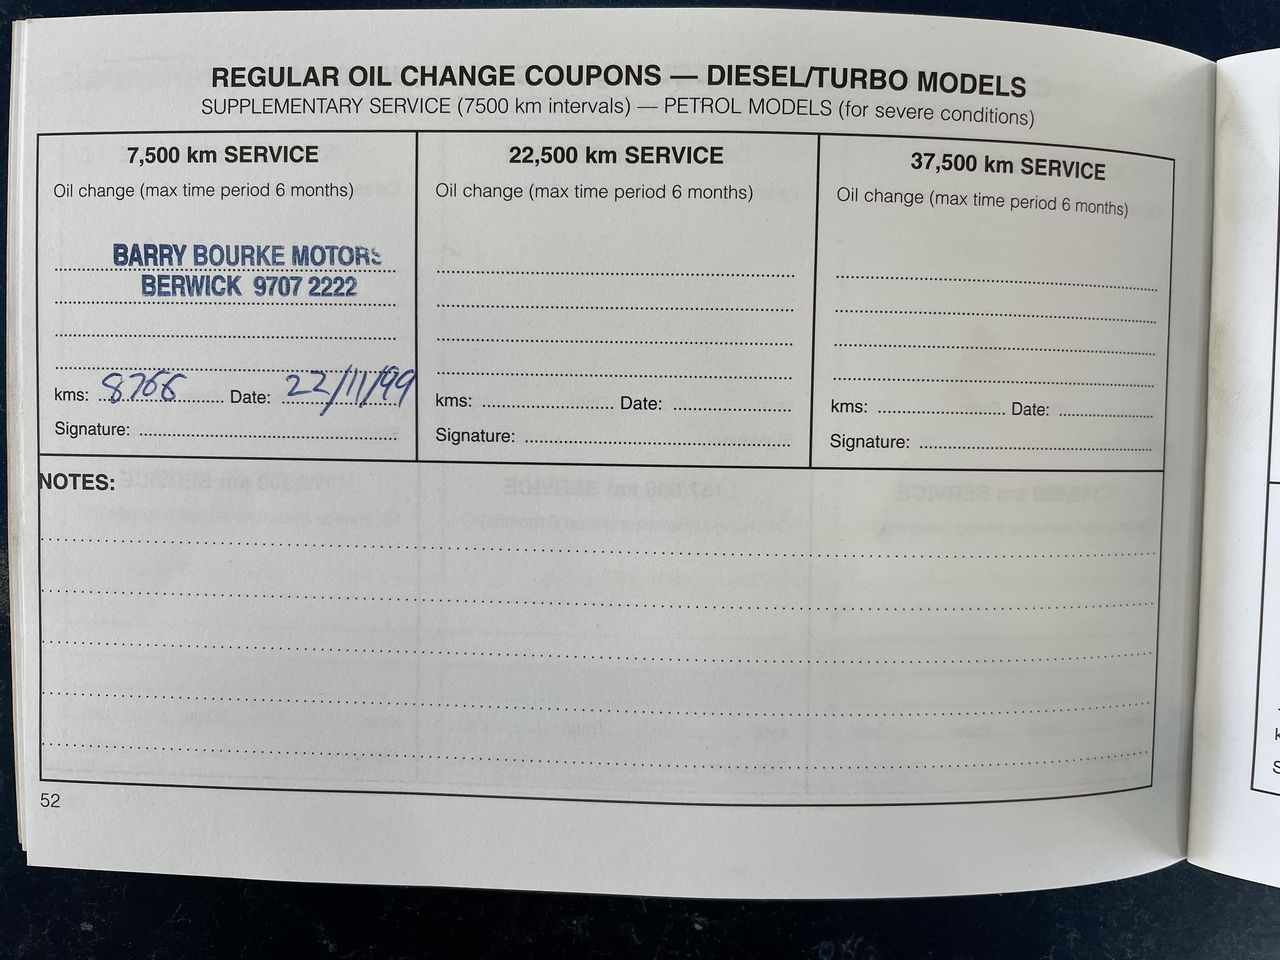 REGULAR OIL CHANGE COUPONS — DIESEL/TURBO MODELS
SUPPLEMENTARY SERVICE (7500 km intervals) — PETROL MODELS (for severe conditions)
7,500 km SERVICE
Oil change (max time period 6 months)
BARRY BOURKE MOTORS
BERWICK 9707 2222
kms: 8766 Date: 22/11/99
Signature:
22,500 km SERVICE
Oil change (max time period 6 months)
kms: Date:
Signature:
37,500 km SERVICE
Oil change (max time period 6 months)
kms: Date:
Signature:
NOTES:
52